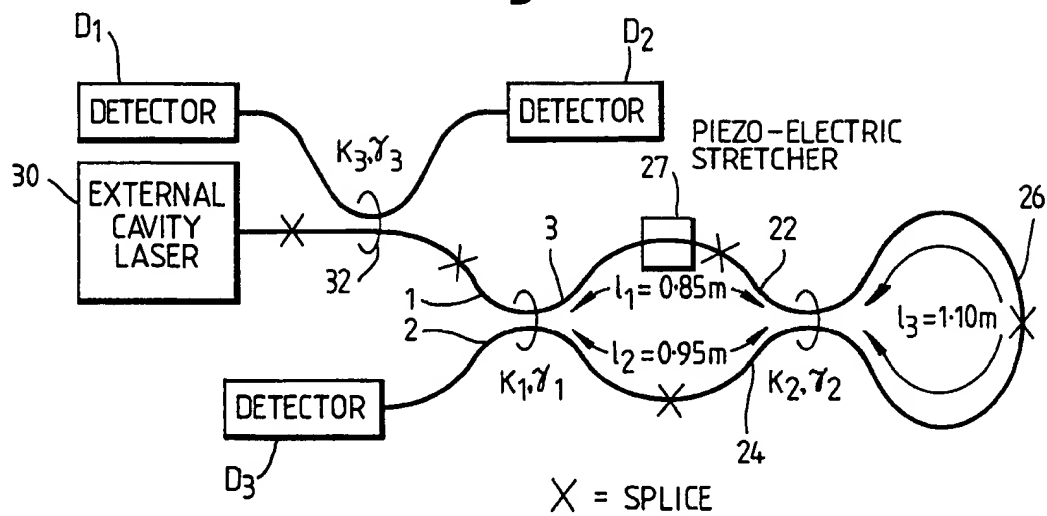 D1
DETECTOR
D2
DETECTOR
K3,γ3
PIEZO-ELECTRIC
STRETCHER
30
EXTERNAL
CAVITY
LASER
27
26
32
1
2
3
22
l1=0·85m
l2=0·95m
l3=1·10m
K1,γ1
K2,γ2
DETECTOR
D3
24
X = SPLICE